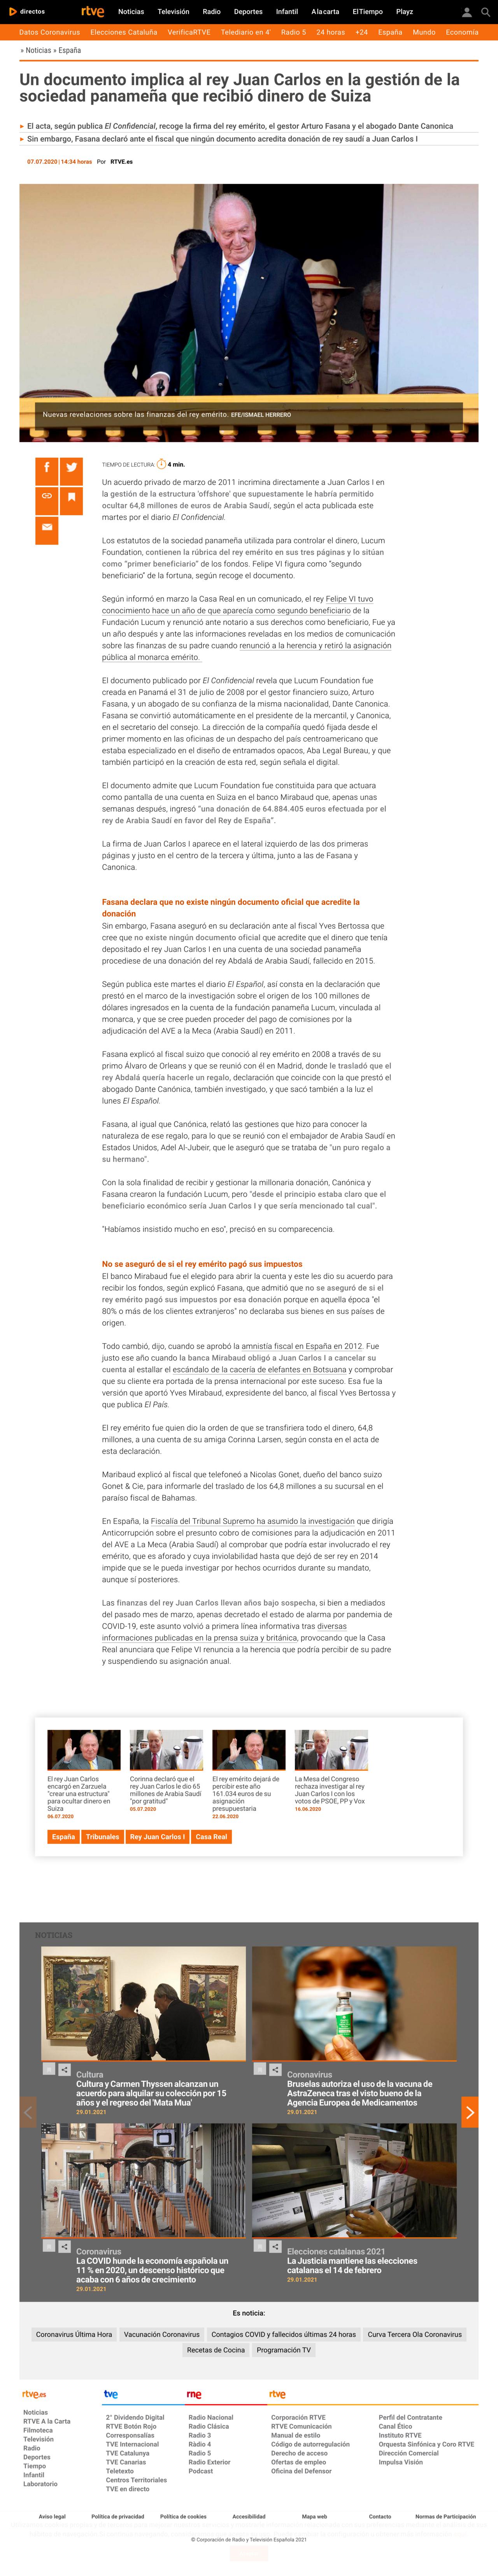 directos
rtve
Noticias Televisión Radio Deportes Infantil A la carta El Tiempo Playz
Datos Coronavirus Elecciones Cataluña VerificaRTVE Telediario en 4' Radio 5 24 horas +24 España Mundo Economía
» Noticias » España
Un documento implica al rey Juan Carlos en la gestión de la
sociedad panameña que recibió dinero de Suiza
► El acta, según publica El Confidencial, recoge la firma del rey emérito, el gestor Arturo Fasana y el abogado Dante Canonica
► Sin embargo, Fasana declaró ante el fiscal que ningún documento acredita donación de rey saudí a Juan Carlos I
07.07.2020 | 14:34 horas Por RTVE.es
Nuevas revelaciones sobre las finanzas del rey emérito. EFE/ISMAEL HERRERO
TIEMPO DE LECTURA: 4 min.
Un acuerdo privado de marzo de 2011 incrimina directamente a Juan Carlos I en
la gestión de la estructura 'offshore' que supuestamente le habría permitido
ocultar 64,8 millones de euros de Arabia Saudí, según el acta publicada este
martes por el diario El Confidencial.
Los estatutos de la sociedad panameña utilizada para controlar el dinero, Lucum
Foundation, contienen la rúbrica del rey emérito en sus tres páginas y lo sitúan
como "primer beneficiario" de los fondos. Felipe VI figura como "segundo
beneficiario" de la fortuna, según recoge el documento.
Según informó en marzo la Casa Real en un comunicado, el rey Felipe VI tuvo
conocimiento hace un año de que aparecía como segundo beneficiario de la
Fundación Lucum y renunció ante notario a sus derechos como beneficiario, Fue ya
un año después y ante las informaciones reveladas en los medios de comunicación
sobre las finanzas de su padre cuando renunció a la herencia y retiró la asignación
pública al monarca emérito.
El documento publicado por El Confidencial revela que Lucum Foundation fue
creada en Panamá el 31 de julio de 2008 por el gestor financiero suizo, Arturo
Fasana, y un abogado de su confianza de la misma nacionalidad, Dante Canonica.
Fasana se convirtió automáticamente en el presidente de la mercantil, y Canonica,
en el secretario del consejo. La dirección de la compañía quedó fijada desde el
primer momento en las oficinas de un despacho del país centroamericano que
estaba especializado en el diseño de entramados opacos, Aba Legal Bureau, y que
también participó en la creación de esta red, según señala el digital.
El documento admite que Lucum Foundation fue constituida para que actuara
como pantalla de una cuenta en Suiza en el banco Mirabaud que, apenas unas
semanas después, ingresó "una donación de 64.884.405 euros efectuada por el
rey de Arabia Saudí en favor del Rey de España".
La firma de Juan Carlos I aparece en el lateral izquierdo de las dos primeras
páginas y justo en el centro de la tercera y última, junto a las de Fasana y
Canonica.
Fasana declara que no existe ningún documento oficial que acredite la
donación
Sin embargo, Fasana aseguró en su declaración ante al fiscal Yves Bertossa que
cree que no existe ningún documento oficial que acredite que el dinero que tenía
depositado el rey Juan Carlos I en una cuenta de una sociedad panameña
procediese de una donación del rey Abdalá de Arabia Saudí, fallecido en 2015.
Según publica este martes el diario El Español, así consta en la declaración que
prestó en el marco de la investigación sobre el origen de los 100 millones de
dólares ingresados en la cuenta de la fundación panameña Lucum, vinculada al
monarca, y que se cree pueden proceder del pago de comisiones por la
adjudicación del AVE a la Meca (Arabia Saudí) en 2011.
Fasana explicó al fiscal suizo que conoció al rey emérito en 2008 a través de su
primo Álvaro de Orleans y que se reunió con él en Madrid, donde le trasladó que el
rey Abdalá quería hacerle un regalo, declaración que coincide con la que prestó el
abogado Dante Canónica, también investigado, y que sacó también a la luz el
lunes El Español.
Fasana, al igual que Canónica, relató las gestiones que hizo para conocer la
naturaleza de ese regalo, para lo que se reunió con el embajador de Arabia Saudí en
Estados Unidos, Adel Al-Jubeir, que le aseguró que se trataba de "un puro regalo a
su hermano".
Con la sola finalidad de recibir y gestionar la millonaria donación, Canónica y
Fasana crearon la fundación Lucum, pero "desde el principio estaba claro que el
beneficiario económico sería Juan Carlos I y que sería mencionado tal cual".
"Habíamos insistido mucho en eso", precisó en su comparecencia.
No se aseguró de si el rey emérito pagó sus impuestos
El banco Mirabaud fue el elegido para abrir la cuenta y este les dio su acuerdo para
recibir los fondos, según explicó Fasana, que admitió que no se aseguró de si el
rey emérito pagó sus impuestos por esa donación porque en aquella época "el
80% o más de los clientes extranjeros" no declaraba sus bienes en sus países de
origen.
Todo cambió, dijo, cuando se aprobó la amnistía fiscal en España en 2012. Fue
justo ese año cuando la banca Mirabaud obligó a Juan Carlos I a cancelar su
cuenta al estallar el escándalo de la cacería de elefantes en Botsuana y comprobar
que su cliente era portada de la prensa internacional por este suceso. Esa fue la
versión que aportó Yves Mirabaud, expresidente del banco, al fiscal Yves Bertossa y
que publica El País.
El rey emérito fue quien dio la orden de que se transfiriera todo el dinero, 64,8
millones, a una cuenta de su amiga Corinna Larsen, según consta en el acta de
esta declaración.
Maribaud explicó al fiscal que telefoneó a Nicolas Gonet, dueño del banco suizo
Gonet & Cie, para informarle del traslado de los 64,8 millones a su sucursal en el
paraíso fiscal de Bahamas.
En España, la Fiscalía del Tribunal Supremo ha asumido la investigación que dirigía
Anticorrupción sobre el presunto cobro de comisiones para la adjudicación en 2011
del AVE a La Meca (Arabia Saudí) al comprobar que podría estar involucrado el rey
emérito, que es aforado y cuya inviolabilidad hasta que dejó de ser rey en 2014
impide que se le pueda investigar por hechos ocurridos durante su mandato,
aunque sí posteriores.
Las finanzas del rey Juan Carlos llevan años bajo sospecha, si bien a mediados
del pasado mes de marzo, apenas decretado el estado de alarma por pandemia de
COVID-19, este asunto volvió a primera línea informativa tras diversas
informaciones publicadas en la prensa suiza y británica, provocando que la Casa
Real anunciara que Felipe VI renuncia a la herencia que podría percibir de su padre
y suspendiendo su asignación anual.
El rey Juan Carlos
encargó en Zarzuela
"crear una estructura"
para ocultar dinero en
Suiza
06.07.2020
Corinna declaró que el
rey Juan Carlos le dio 65
millones de Arabia Saudí
"por gratitud"
05.07.2020
El rey emérito dejará de
percibir este año
161.034 euros de su
asignación
presupuestaria
22.06.2020
La Mesa del Congreso
rechaza investigar al rey
Juan Carlos I con los
votos de PSOE, PP y Vox
16.06.2020
España Tribunales Rey Juan Carlos I Casa Real
NOTICIAS
Cultura
Cultura y Carmen Thyssen alcanzan un
acuerdo para alquilar su colección por 15
años y el regreso del 'Mata Mua'
29.01.2021
Coronavirus
Bruselas autoriza el uso de la vacuna de
AstraZeneca tras el visto bueno de la
Agencia Europea de Medicamentos
29.01.2021
Coronavirus
La COVID hunde la economía española un
11 % en 2020, un descenso histórico que
acaba con 6 años de crecimiento
29.01.2021
Elecciones catalanas 2021
La Justicia mantiene las elecciones
catalanas el 14 de febrero
29.01.2021
Es noticia:
Coronavirus Última Hora Vacunación Coronavirus Contagios COVID y fallecidos últimas 24 horas Curva Tercera Ola Coronavirus
Recetas de Cocina Programación TV
rtve.es
Noticias
RTVE A la Carta
Filmoteca
Televisión
Radio
Deportes
Tiempo
Infantil
Laboratorio
tve
2° Dividendo Digital
RTVE Botón Rojo
Corresponsalías
TVE Internacional
TVE Catalunya
TVE Canarias
Teletexto
Centros Territoriales
TVE en directo
rne
Radio Nacional
Radio Clásica
Radio 3
Ràdio 4
Radio 5
Radio Exterior
Podcast
rtve
Corporación RTVE
RTVE Comunicación
Manual de estilo
Código de autorregulación
Derecho de acceso
Ofertas de empleo
Oficina del Defensor
Perfil del Contratante
Canal Ético
Instituto RTVE
Orquesta Sinfónica y Coro RTVE
Dirección Comercial
Impulsa Visión
Aviso legal Política de privacidad Política de cookies Accesibilidad Mapa web Contacto Normas de Participación
© Corporación de Radio y Televisión Española 2021